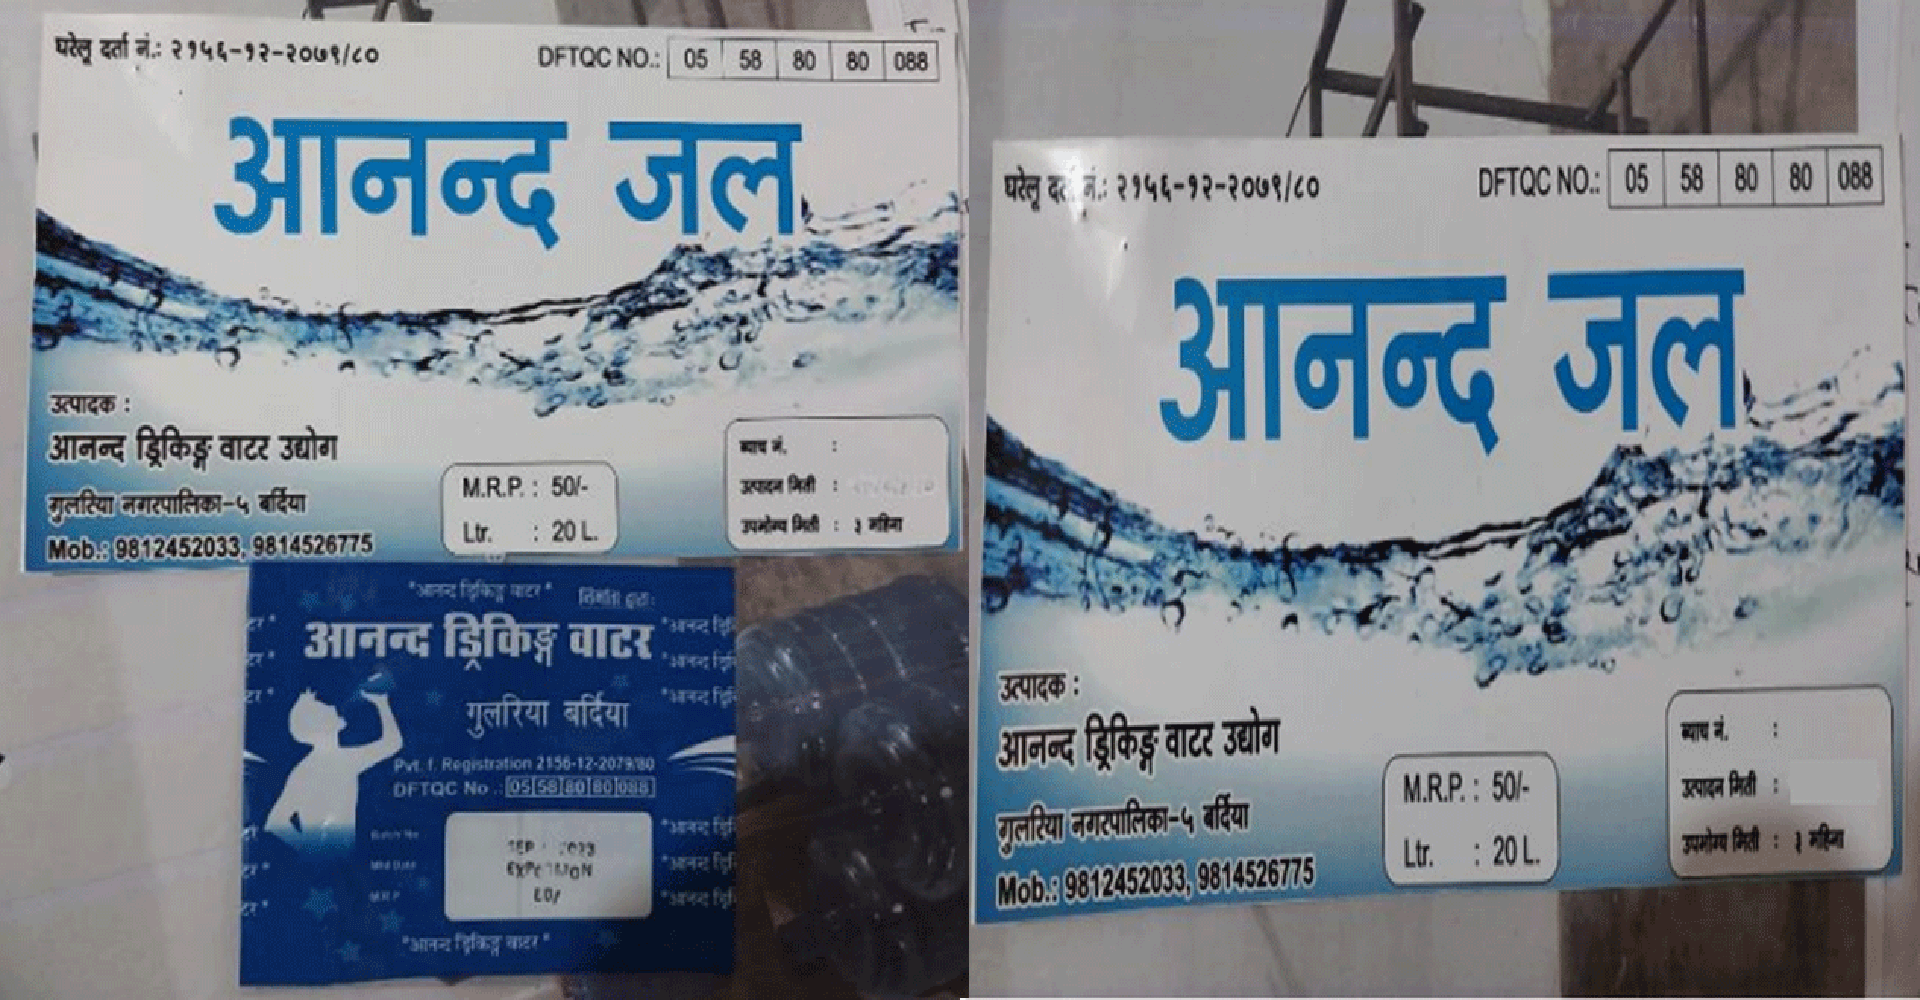 घरेलू दर्ता नं.: २१५६-१२-२०७९/८०
DFTQC NO.: 05 58 80 80 088
आनन्द जल
उत्पादक :
आनन्द ड्रिकिङ्ग वाटर उद्योग
गुलरिया नगरपालिका-५ बर्दिया
Mob.: 9812452033, 9814526775
M.R.P. : 50/-
Ltr. : 20 L.
ब्याच नं. :
उत्पादन मिती :
उपभोग्य मिती : ३ महिना
"आनन्द ड्रिकिङ्ग वाटर"
निर्मिती द्वारा:
आनन्द ड्रिकिङ्ग वाटर
गुलरिया बर्दिया
Pvt. f. Registration 2156-12-2079/80
DFTQC No .: 05 58 80 80 088
Batch No
Mfd Date
M.R.P
"आनन्द ड्रिकिङ्ग वाटर"
घरेलू दर्ता नं.: २१५६-१२-२०७९/८०
DFTQC NO.: 05 58 80 80 088
आनन्द जल
उत्पादक :
आनन्द ड्रिकिङ्ग वाटर उद्योग
गुलरिया नगरपालिका-५ बर्दिया
Mob.: 9812452033, 9814526775
M.R.P. : 50/-
Ltr. : 20 L.
ब्याच नं. :
उत्पादन मिती :
उपभोग्य मिती : ३ महिना